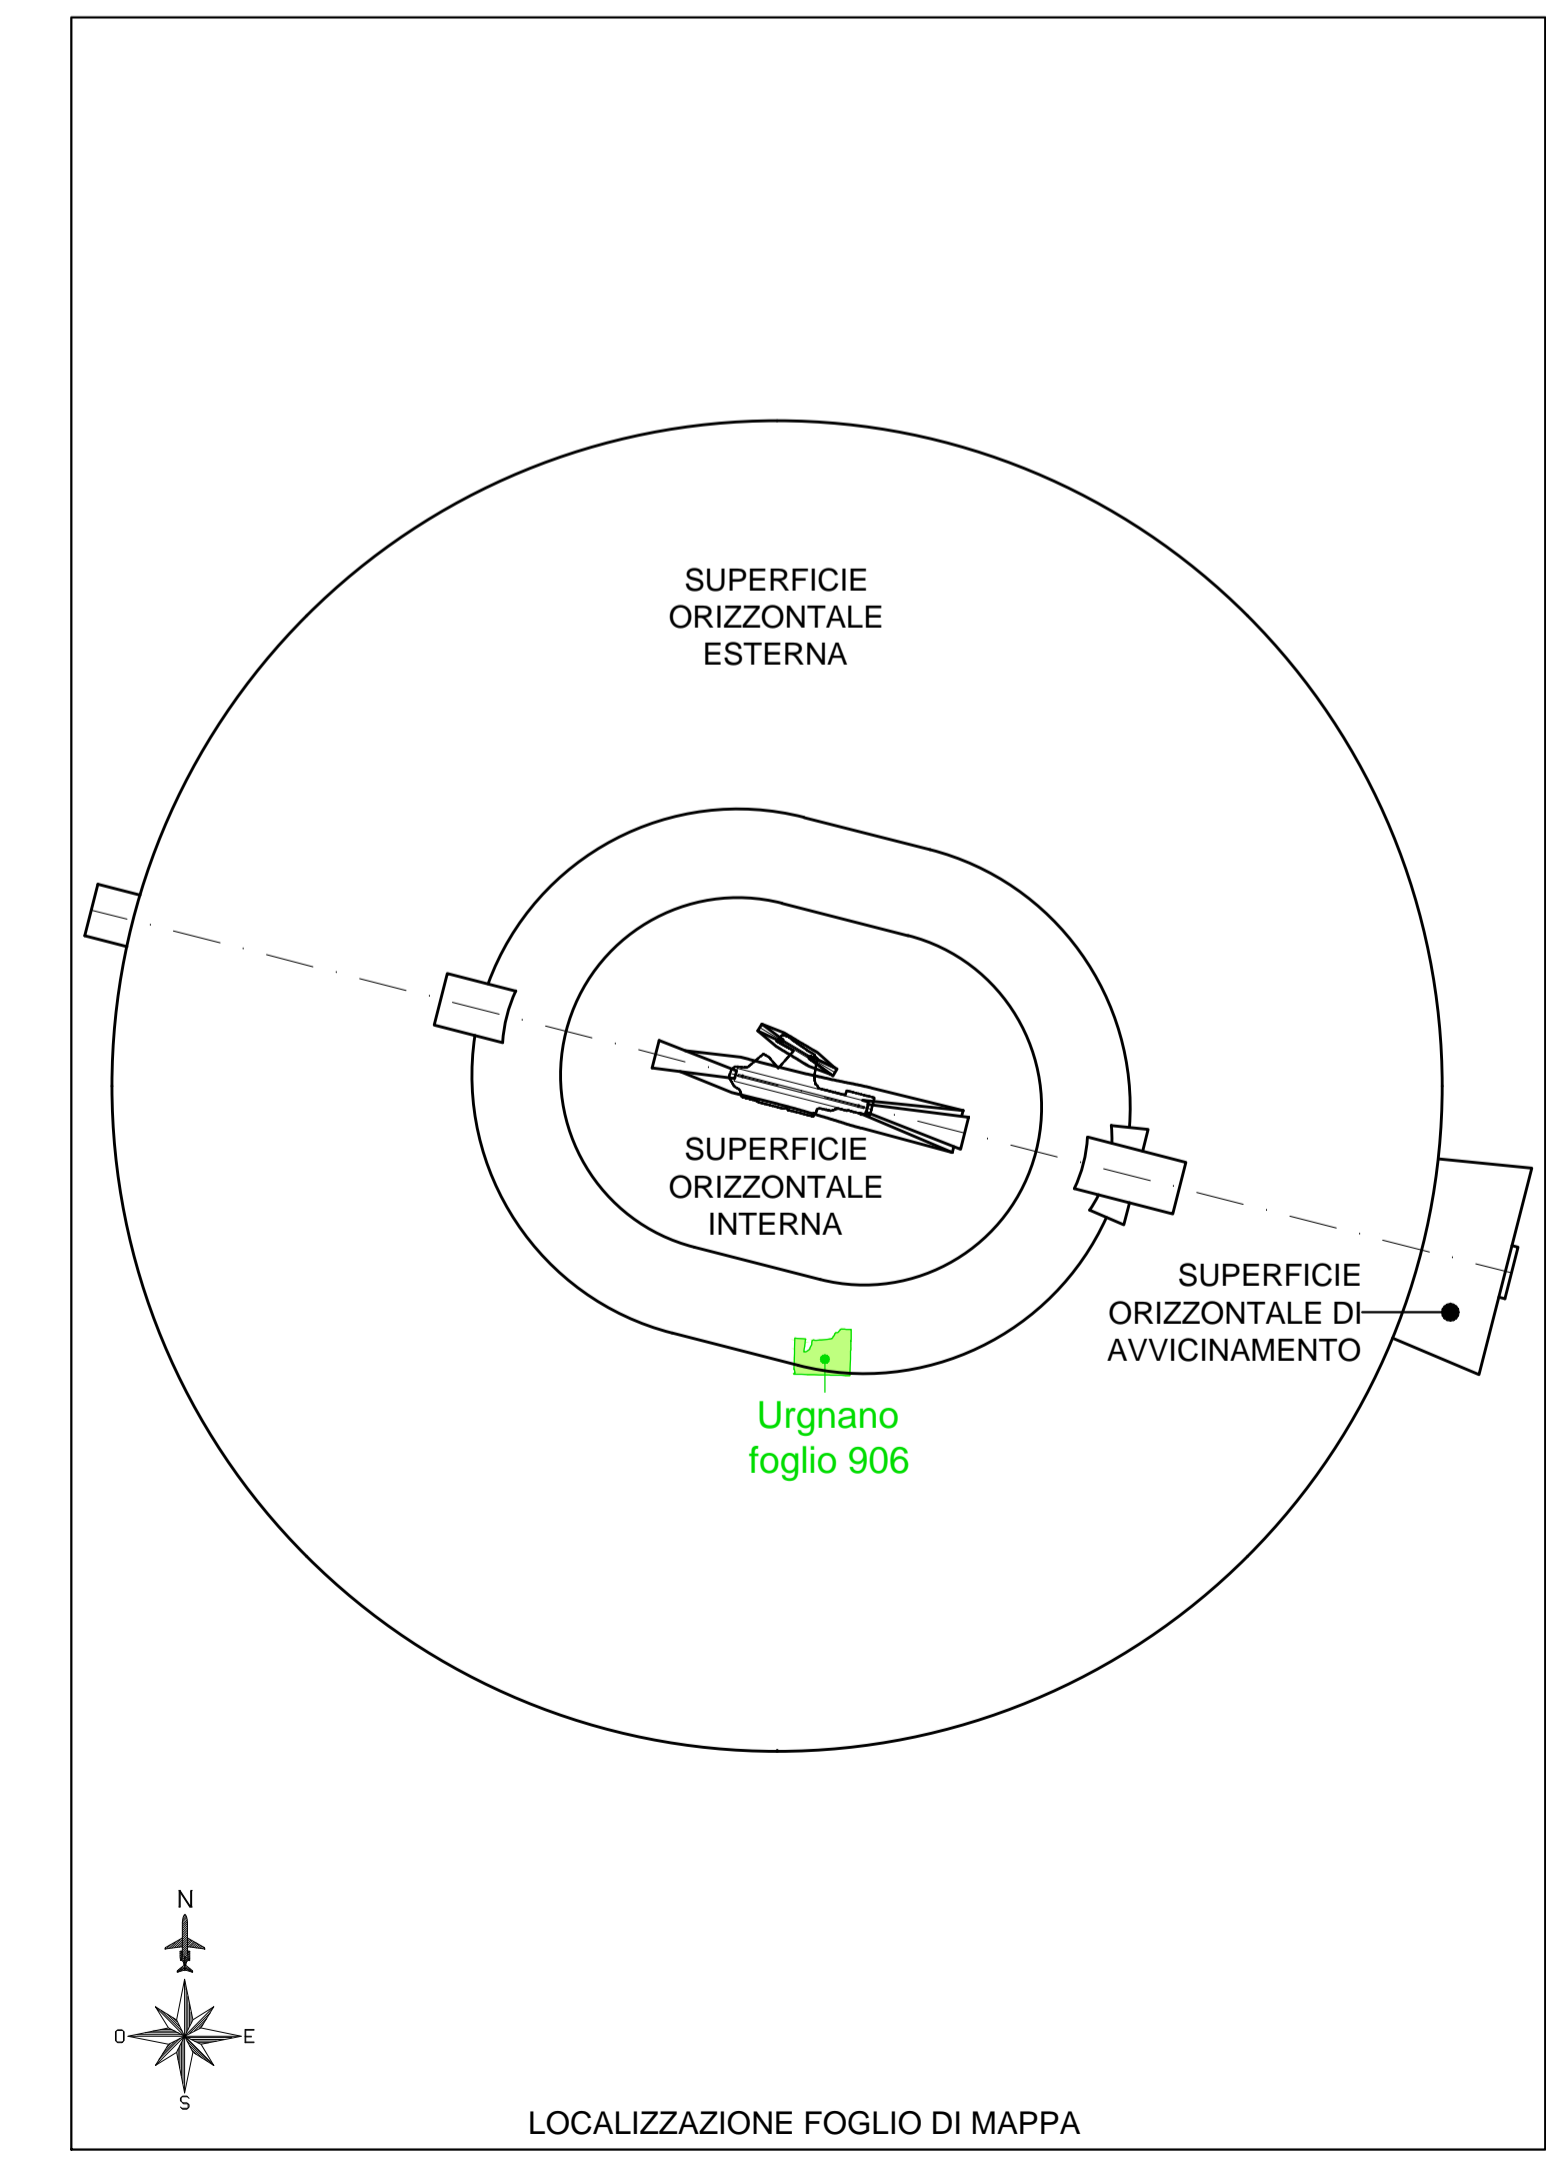 SUPERFICIE
ORIZZONTALE
ESTERNA
SUPERFICIE
ORIZZONTALE
INTERNA
SUPERFICIE
ORIZZONTALE DI
AVVICINAMENTO
Urgnano
foglio 906
N
O
E
S
LOCALIZZAZIONE FOGLIO DI MAPPA